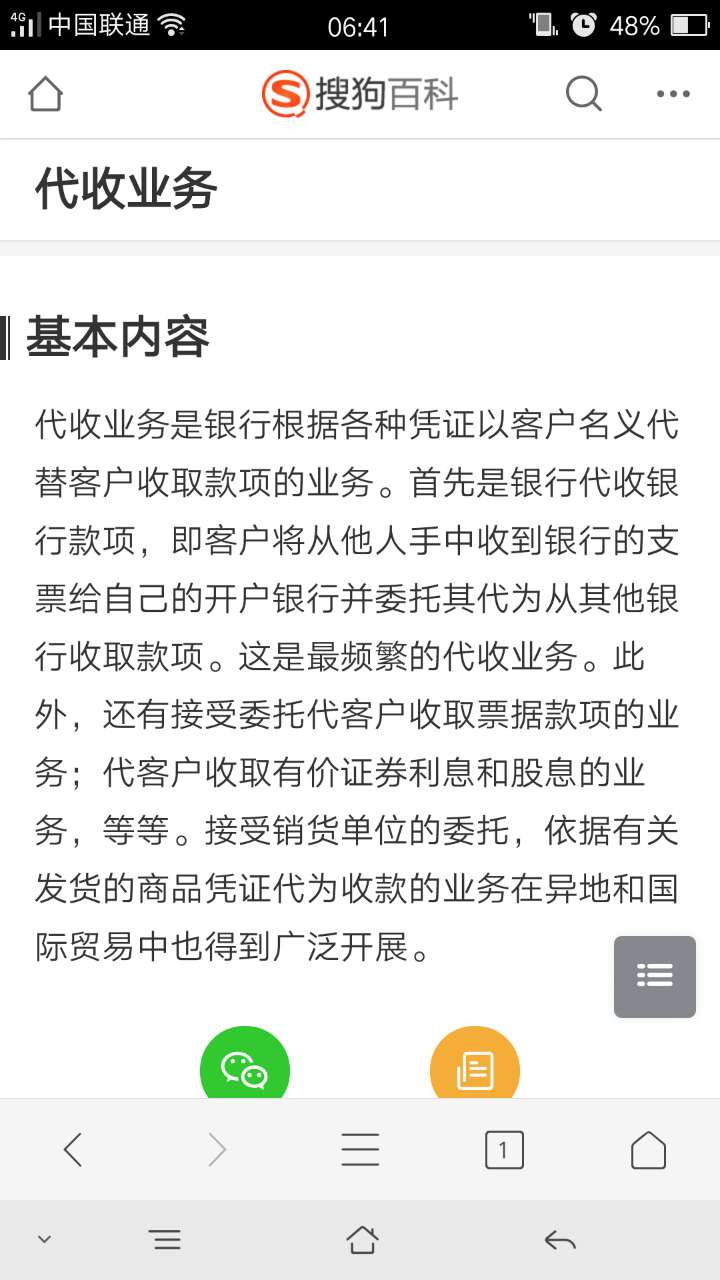 4G 中国联通 06:41 48%
搜狗百科
代收业务
基本内容
代收业务是银行根据各种凭证以客户名义代
替客户收取款项的业务。首先是银行代收银
行款项，即客户将从他人手中收到银行的支
票给自己的开户银行并委托其代为从其他银
行收取款项。这是最频繁的代收业务。此
外，还有接受委托代客户收取票据款项的业
务；代客户收取有价证券利息和股息的业
务，等等。接受销货单位的委托，依据有关
发货的商品凭证代为收款的业务在异地和国
际贸易中也得到广泛开展。
1